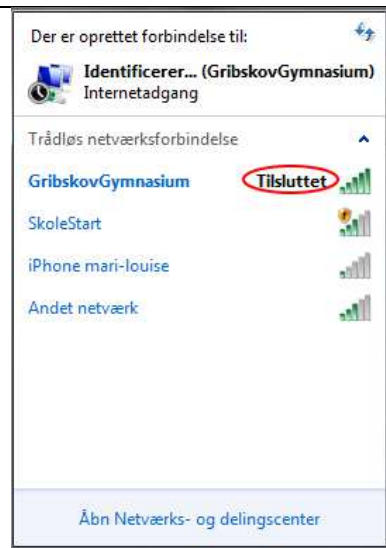 Der er oprettet forbindelse til:
Identificerer... (GribskovGymnasium)
Internetadgang
Trådløs netværksforbindelse
GribskovGymnasium Tilsluttet
SkoleStart
iPhone mari-louise
Andet netværk
Åbn Netværks- og delingscenter